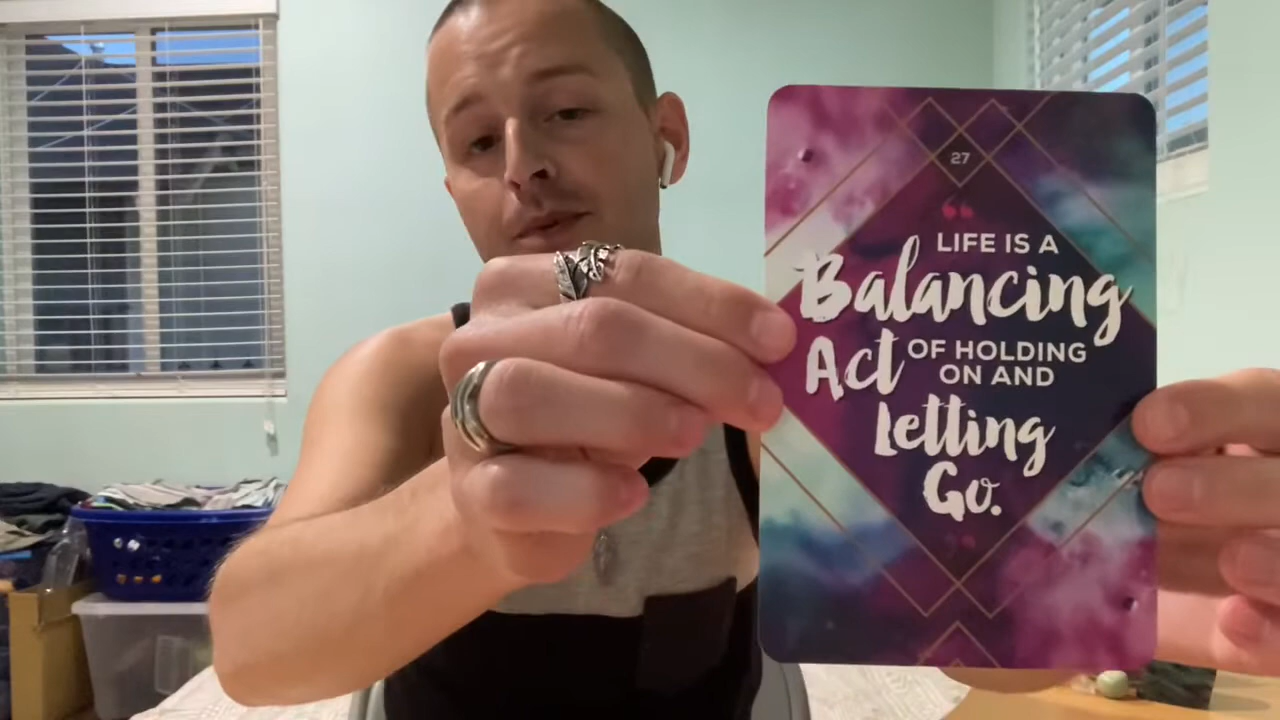 27
“
LIFE IS A
Balancing
Act OF HOLDING
ON AND
Letting
Go.
”